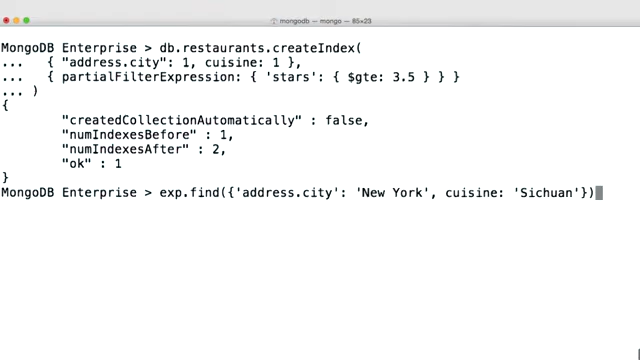 mongodb — mongo — 85×23
MongoDB Enterprise > db.restaurants.createIndex(
... { "address.city": 1, cuisine: 1 },
... { partialFilterExpression: { 'stars': { $gte: 3.5 } } }
... )
{
"createdCollectionAutomatically" : false,
"numIndexesBefore" : 1,
"numIndexesAfter" : 2,
"ok" : 1
}
MongoDB Enterprise > exp.find({'address.city': 'New York', cuisine: 'Sichuan'})